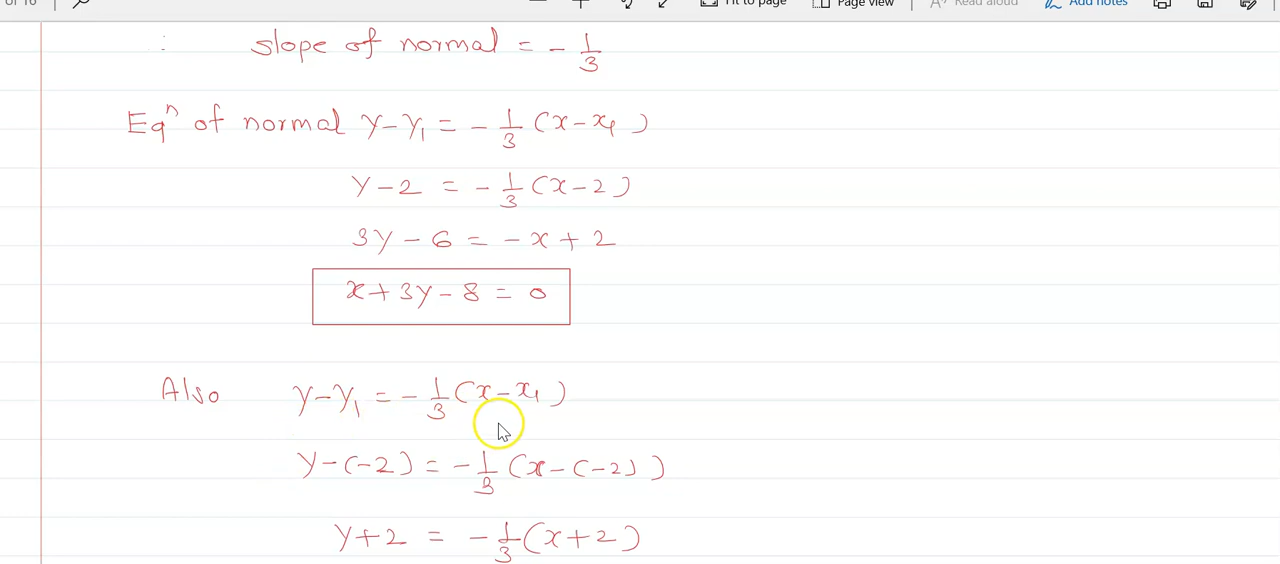 of 16 Fit to page Page view Read aloud Add notes
∴ slope of normal = - 1/3
Eqⁿ of normal y - y₁ = - 1/3 (x - x₁)
y - 2 = - 1/3 (x - 2)
3y - 6 = - x + 2
x + 3y - 8 = 0
Also y - y₁ = - 1/3 (x - x₁)
y - (-2) = - 1/3 (x - (-2))
y + 2 = - 1/3 (x + 2)